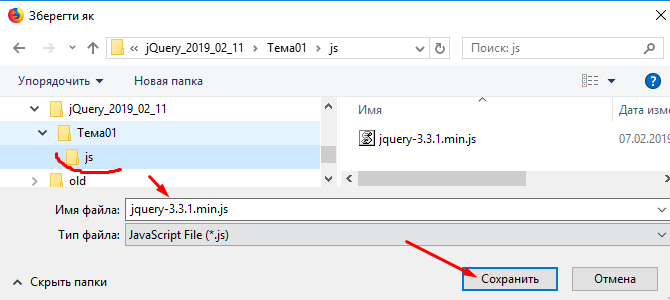 Зберегти як
« jQuery_2019_02_11 > Тема01 > js
Поиск: js
Упорядочить
Новая папка
jQuery_2019_02_11
Тема01
js
old
Имя
Дата изме
jquery-3.3.1.min.js
07.02.2019
Имя файла:
jquery-3.3.1.min.js
Тип файла:
JavaScript File (*.js)
Скрыть папки
Сохранить
Отмена